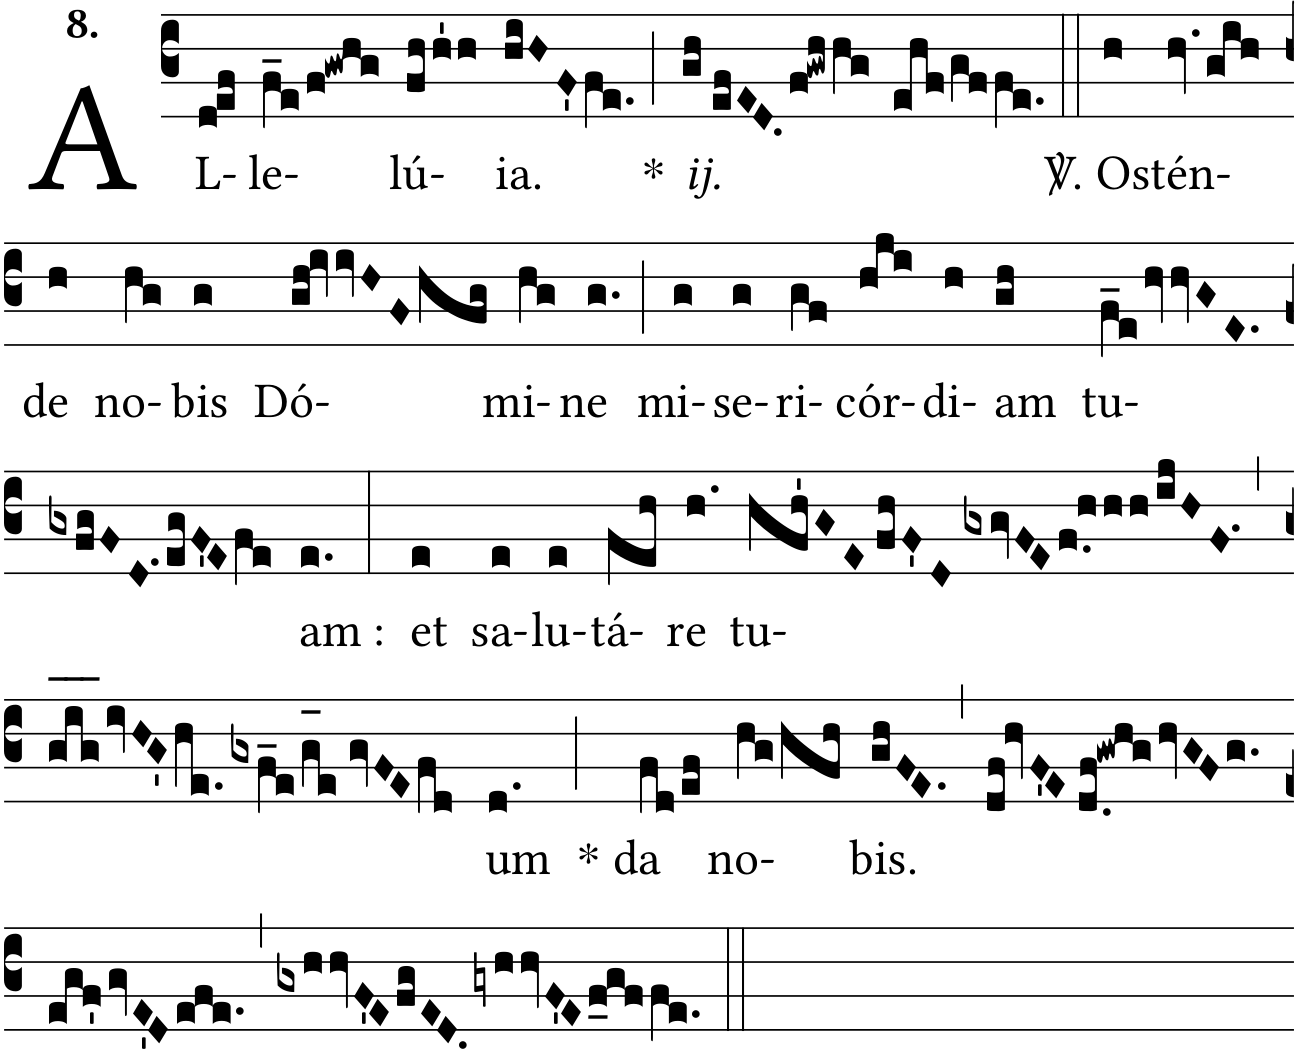 8.
AL-le-lú-ia. * ij. ℣. Ostén-
de no-bis Dó-mi-ne mi-se-ri-cór-di-am tu-
am : et sa-lu-tá-re tu-
um * da no-bis.